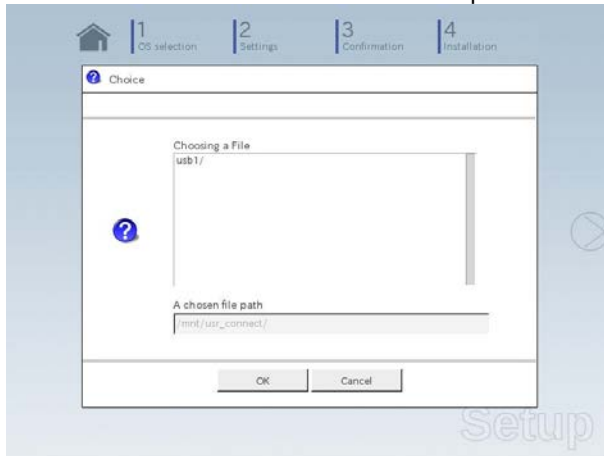 1
OS selection
2
Settings
3
Confirmation
4
Installation
Choice
Choosing a File
usb1/
A chosen file path
/mnt/usr_connect/
OK
Cancel
Setup